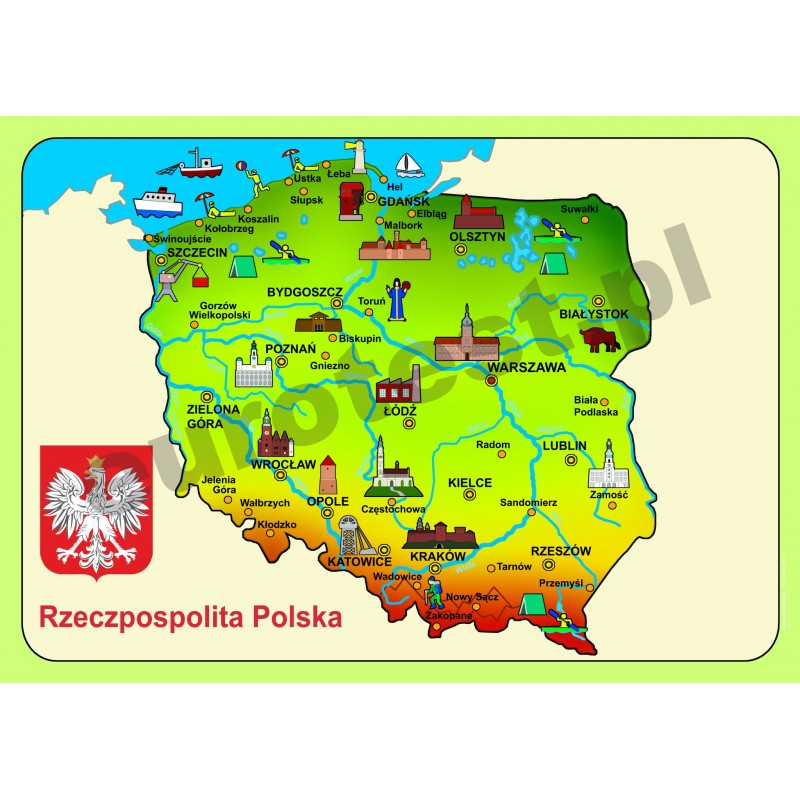 Łeba
Ustka
Hel
Słupsk
GDAŃSK
Elbląg
Suwałki
Koszalin
Malbork
Kołobrzeg
OLSZTYN
Świnoujście
SZCZECIN
Wisła
BYDGOSZCZ
Toruń
Gorzów
Wielkopolski
BIAŁYSTOK
Biskupin
POZNAŃ
Gniezno
WARSZAWA
ZIELONA
GÓRA
ŁÓDŹ
Biała
Podlaska
Radom
LUBLIN
WROCŁAW
Jelenia
Góra
KIELCE
Zamość
Wałbrzych
OPOLE
Częstochowa
Sandomierz
Kłodzko
KATOWICE
KRAKÓW
RZESZÓW
Wisła
Tarnów
Wadowice
Przemyśl
Nowy Sącz
Zakopane
Rzeczpospolita Polska
eurotest.pl